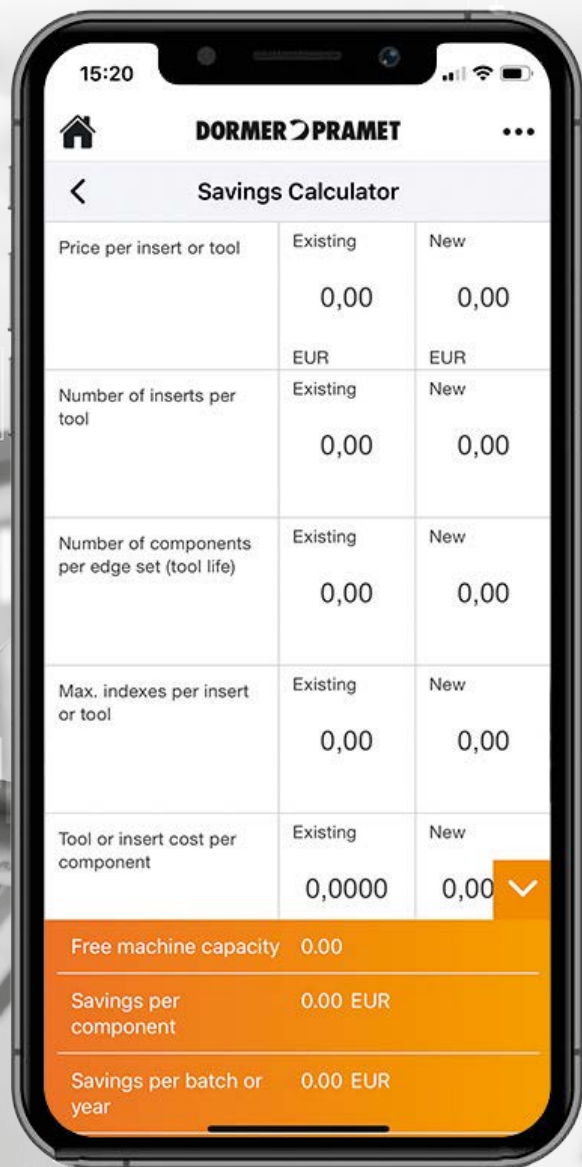 15:20
DORMER PRAMET
Savings Calculator
Price per insert or tool
Existing
New
0,00
0,00
EUR
EUR
Number of inserts per
tool
Existing
New
0,00
0,00
Number of components
per edge set (tool life)
Existing
New
0,00
0,00
Max. indexes per insert
or tool
Existing
New
0,00
0,00
Tool or insert cost per
component
Existing
New
0,0000
0,00
Free machine capacity 0.00
Savings per
component
0.00 EUR
Savings per batch or
year
0.00 EUR